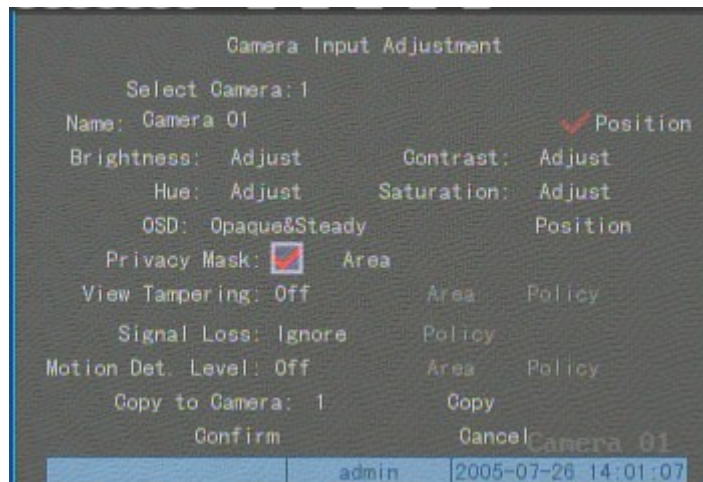 Camera Input Adjustment
Select Camera: 1
Name: Camera 01 Position
Brightness: Adjust Contrast: Adjust
Hue: Adjust Saturation: Adjust
OSD: Opaque&Steady Position
Privacy Mask: Area
View Tampering: Off Area Policy
Signal Loss: Ignore Policy
Motion Det. Level: Off Area Policy
Copy to Camera: 1 Copy
Confirm Cancel
Camera 01
admin 2005-07-26 14:01:07